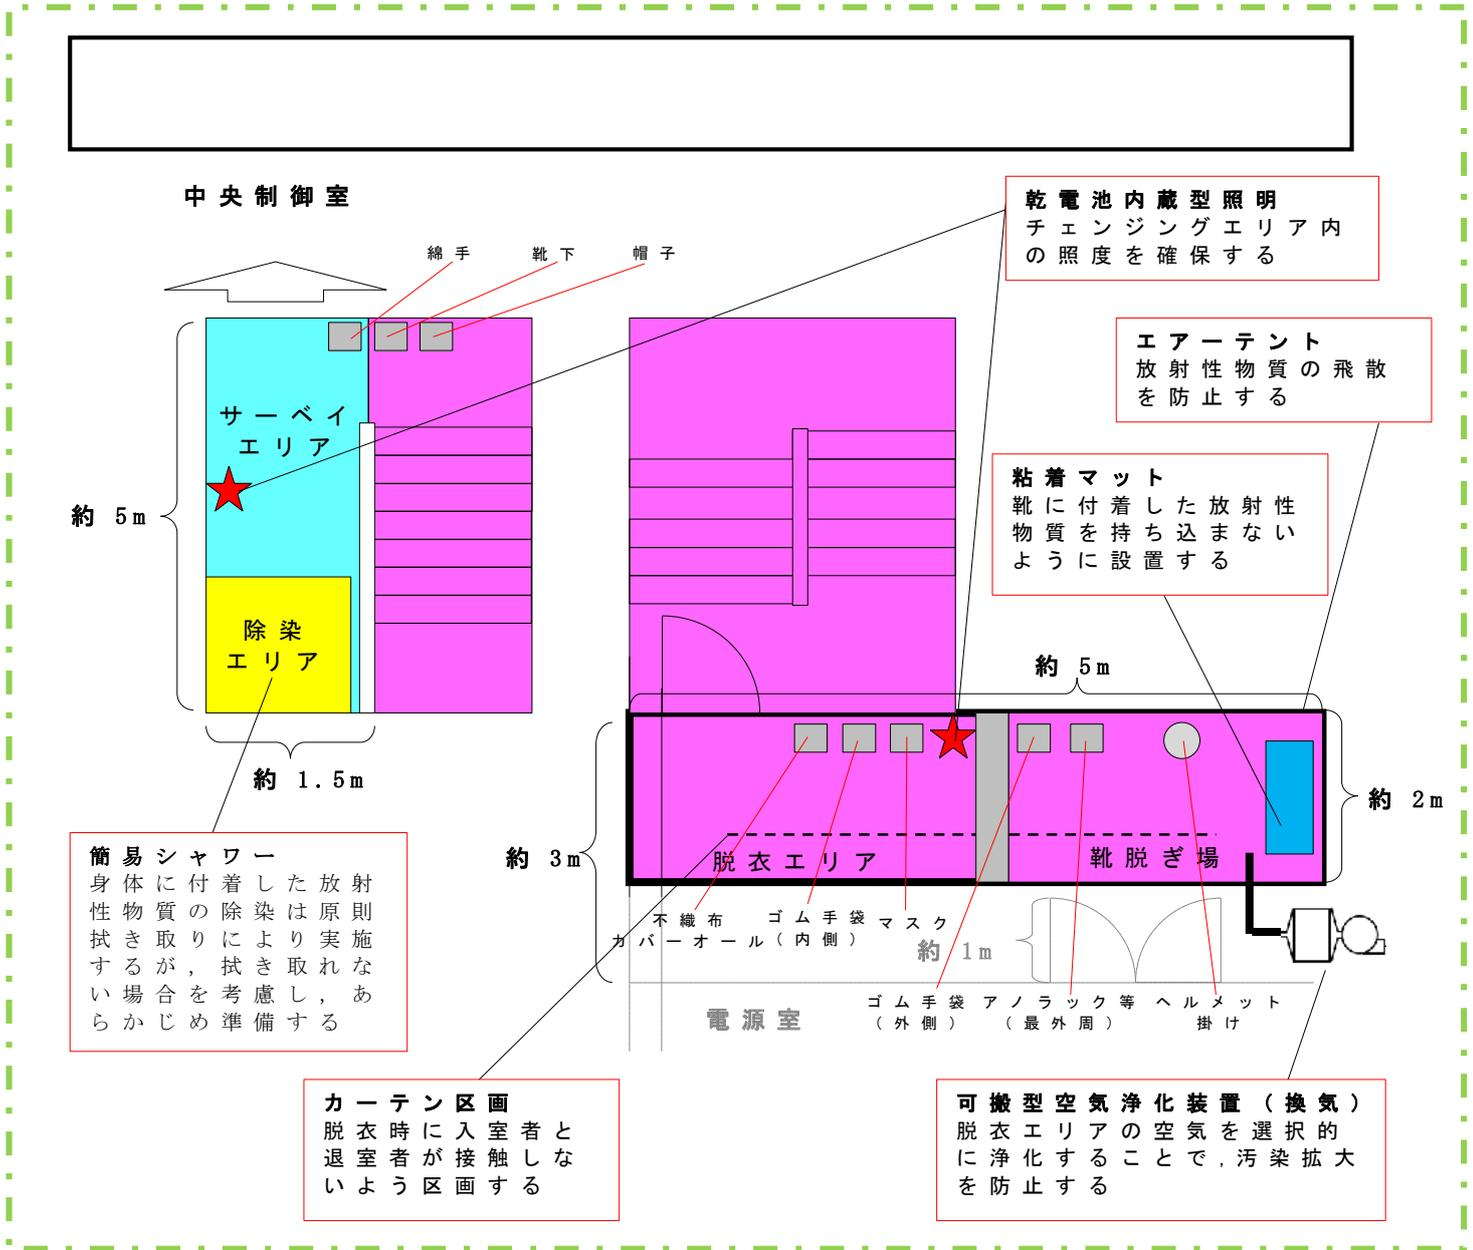 中央制御室
綿手
靴下
帽子
乾電池内蔵型照明
チェンジングエリア内
の照度を確保する
エアーテント
放射性物質の飛散
を防止する
サーベイ
エリア
粘着マット
靴に付着した放射性
物質を持ち込まない
ように設置する
約 5m
除染
エリア
約 5m
約 1.5m
約 2m
簡易シャワー
身体に付着した放射
性物質の除染は原則
拭き取りにより実施
するが，拭き取れな
い場合を考慮し，あ
らかじめ準備する
約 3m
脱衣エリア
靴脱ぎ場
不織布
カバーオール
ゴム手袋
（内側）
マスク
約 1m
ゴム手袋
（外側）
アノラック等
（最外周）
ヘルメット
掛け
電源室
カーテン区画
脱衣時に入室者と
退室者が接触しな
いよう区画する
可搬型空気浄化装置（換気）
脱衣エリアの空気を選択的
に浄化することで，汚染拡大
を防止する